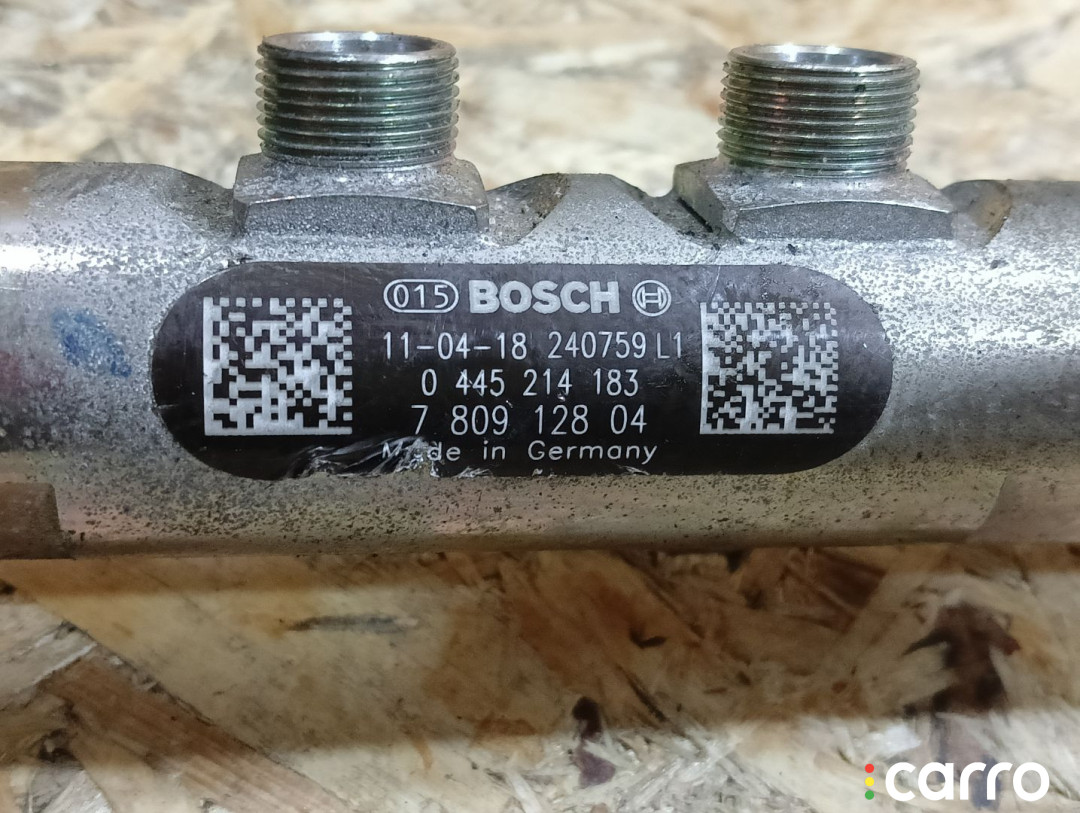 015 BOSCH
11-04-18 240759 L1
0 445 214 183
7 809 128 04
Made in Germany
carro